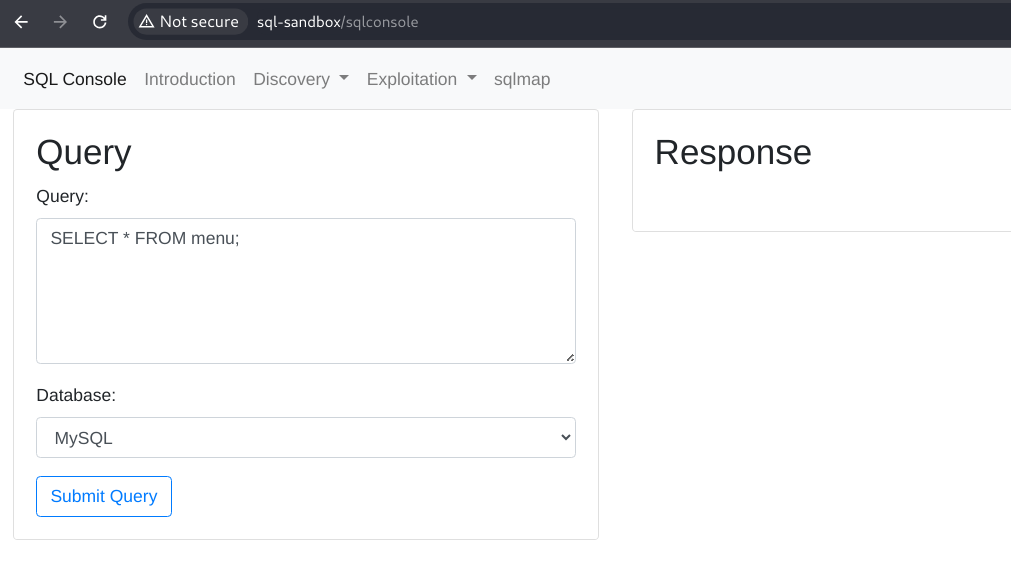 Not secure sql-sandbox/sqlconsole
SQL Console Introduction Discovery Exploitation sqlmap
Query
Query:
SELECT * FROM menu;
Database:
MySQL
Submit Query
Response